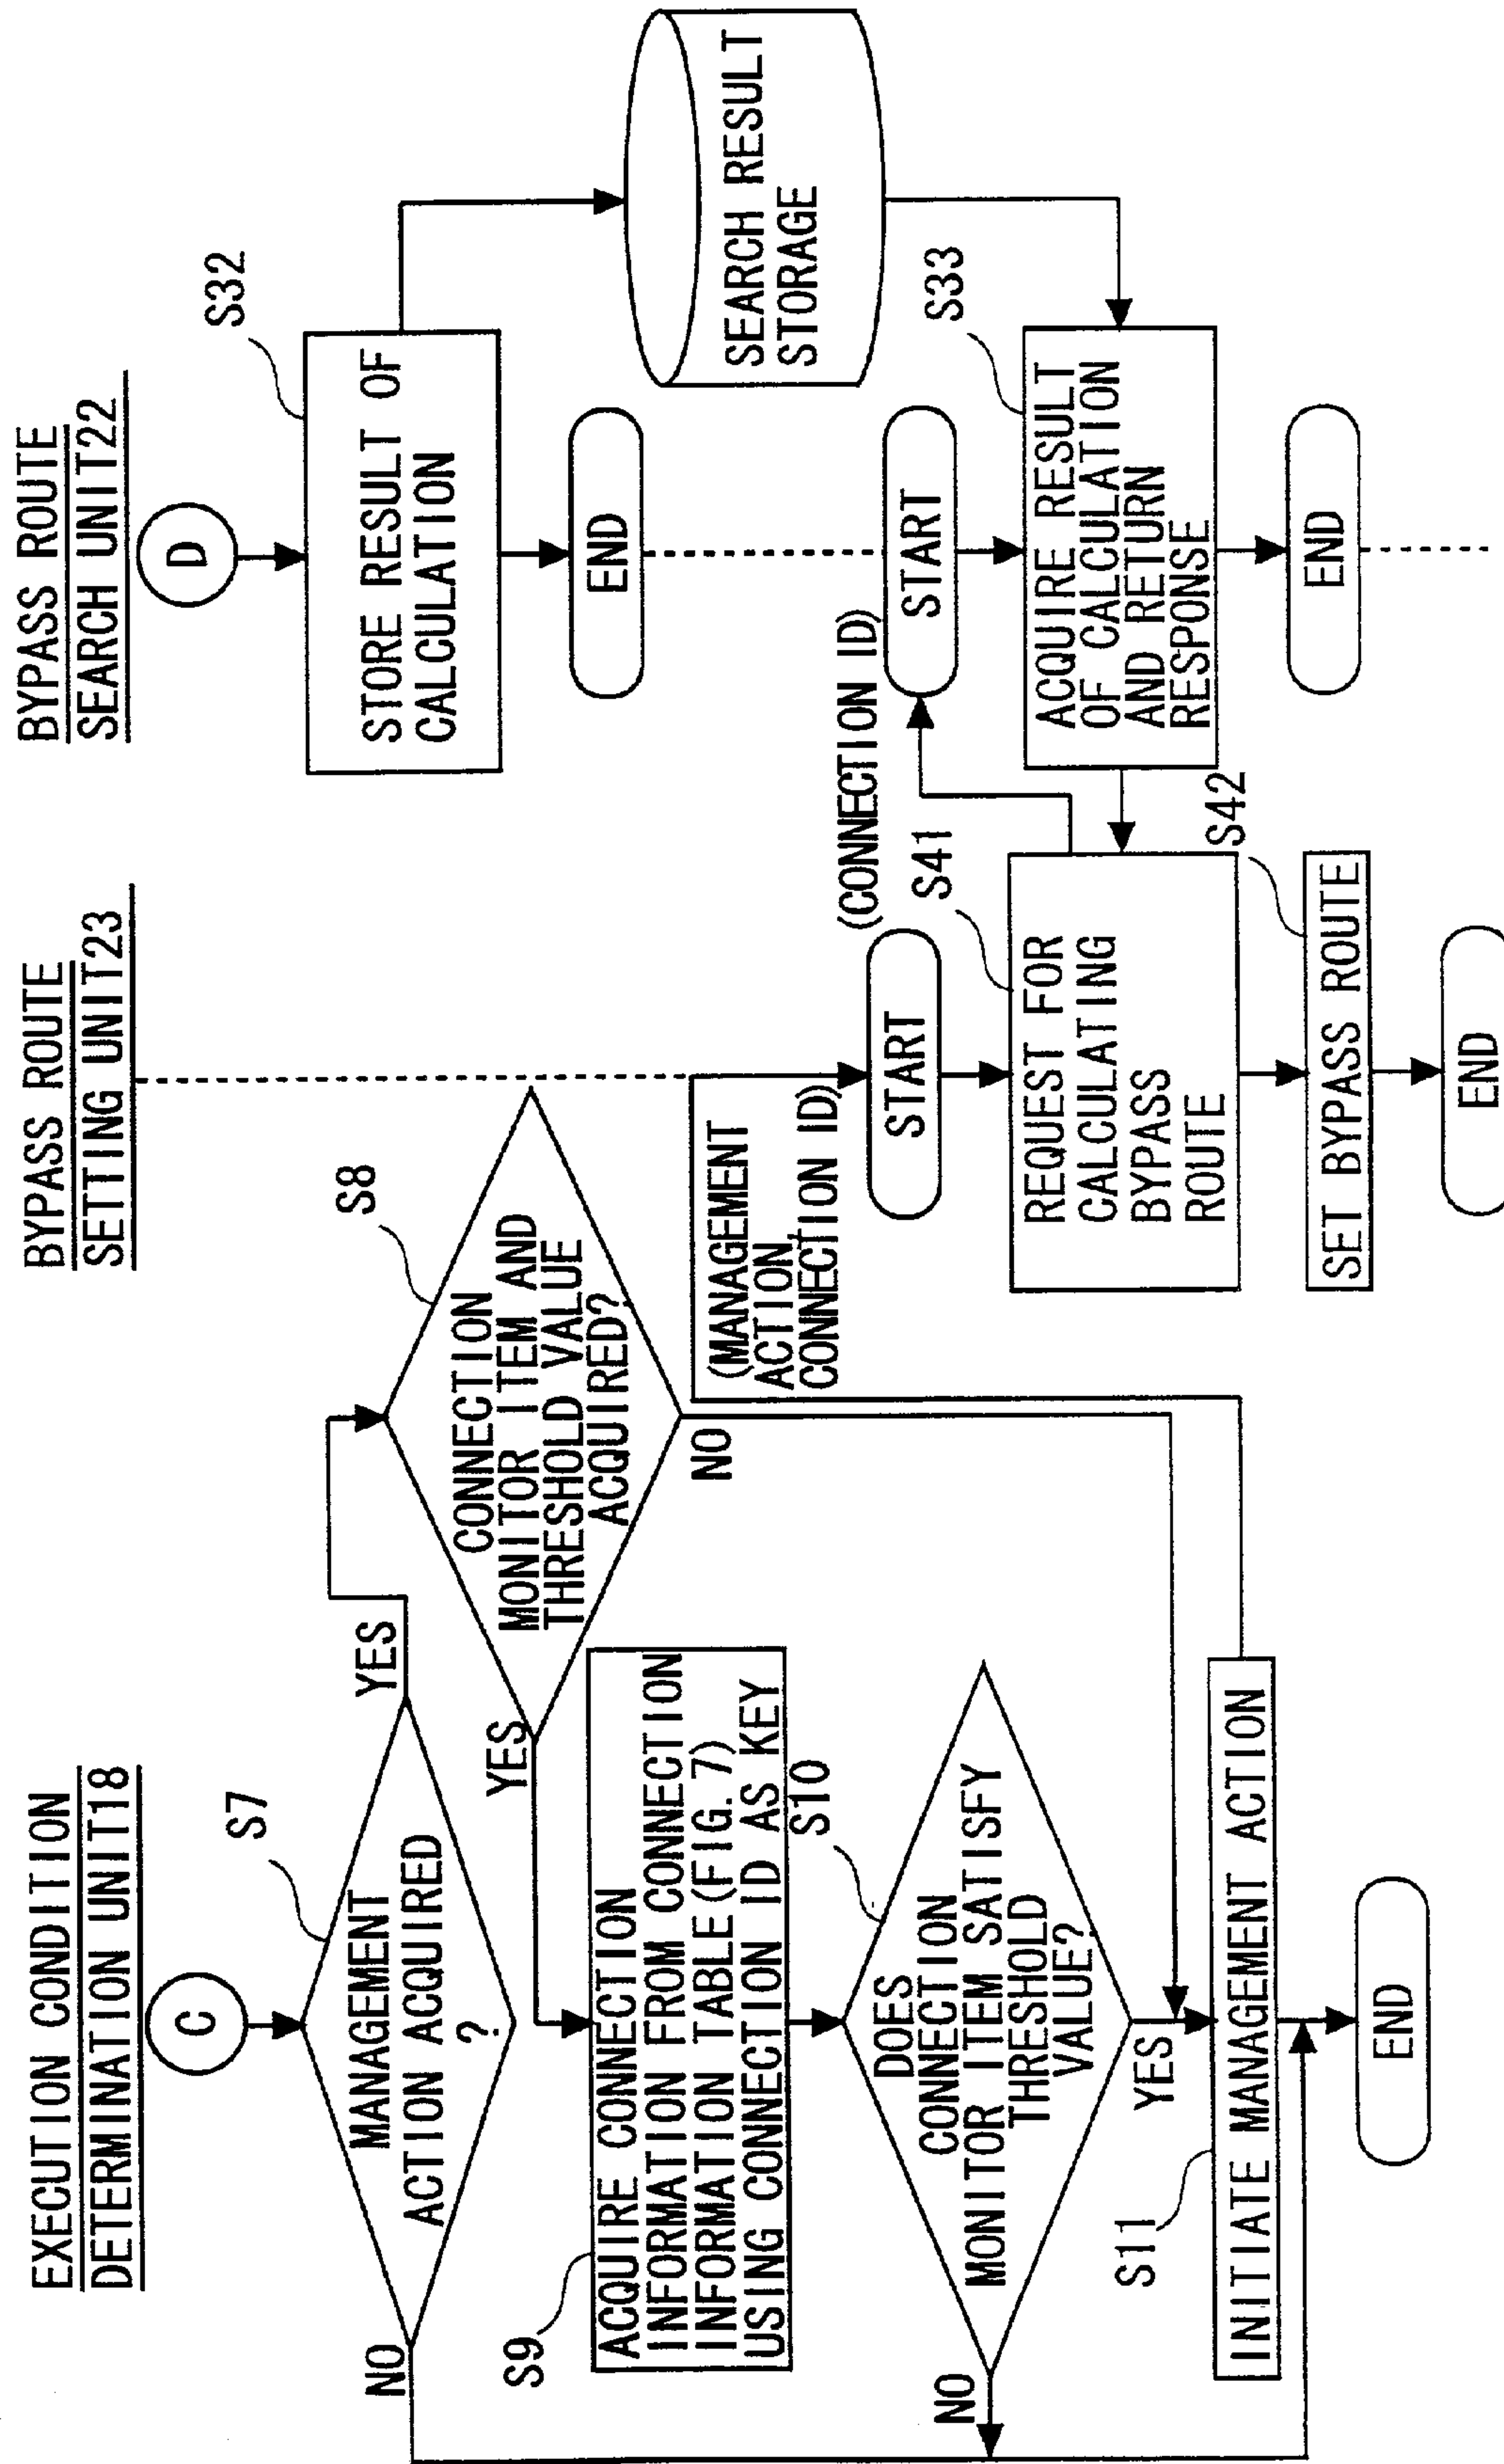 EXECUTION CONDITION
DETERMINATION UNIT18
C
S7
MANAGEMENT
ACTION ACQUIRED
?
NO
YES
S8
CONNECTION
MONITOR ITEM AND
THRESHOLD VALUE
ACQUIRED?
YES
NO
S9
ACQUIRE CONNECTION
INFORMATION FROM CONNECTION
INFORMATION TABLE(FIG.7)
USING CONNECTION ID AS KEY
S10
DOES
CONNECTION
MONITOR ITEM SATISFY
THRESHOLD
VALUE?
NO
YES
S11
INITIATE MANAGEMENT ACTION
END
BYPASS ROUTE
SETTING UNIT23
(MANAGEMENT
ACTION,
CONNECTION ID)
START
S41
REQUEST FOR
CALCULATING
BYPASS
ROUTE
S42
SET BYPASS ROUTE
END
BYPASS ROUTE
SEARCH UNIT22
D
S32
STORE RESULT OF
CALCULATION
END
SEARCH RESULT
STORAGE
(CONNECTION ID)
START
S33
ACQUIRE RESULT
OF CALCULATION
AND RETURN
RESPONSE
END